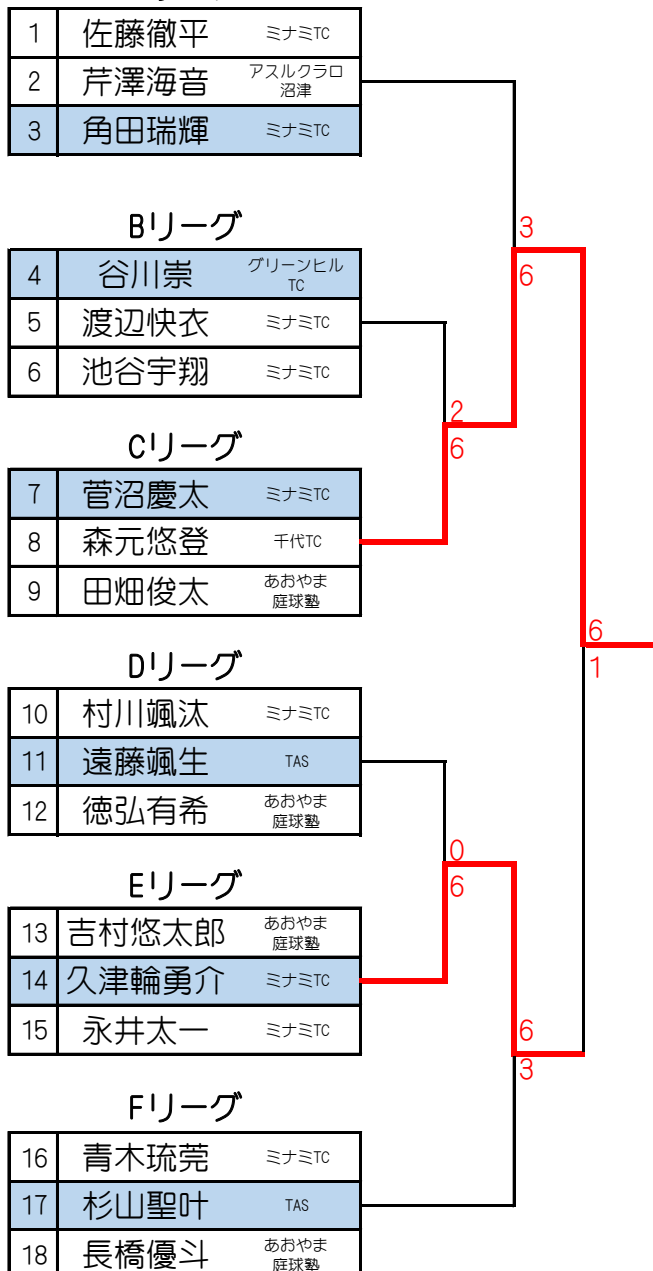 1 佐藤徹平 ミナミTC
2 芹澤海音 アスルクラロ
沼津
3 角田瑞輝 ミナミTC
Bリーグ
3
6
4 谷川崇 グリーンヒル
TC
5 渡辺快衣 ミナミTC
6 池谷宇翔 ミナミTC
2
6
Cリーグ
7 菅沼慶太 ミナミTC
8 森元悠登 千代TC
9 田畑俊太 あおやま
庭球塾
6
1
Dリーグ
10 村川颯汰 ミナミTC
11 遠藤颯生 TAS
12 徳弘有希 あおやま
庭球塾
0
6
Eリーグ
13 吉村悠太郎 あおやま
庭球塾
14 久津輪勇介 ミナミTC
15 永井太一 ミナミTC
6
3
Fリーグ
16 青木琉莞 ミナミTC
17 杉山聖叶 TAS
18 長橋優斗 あおやま
庭球塾